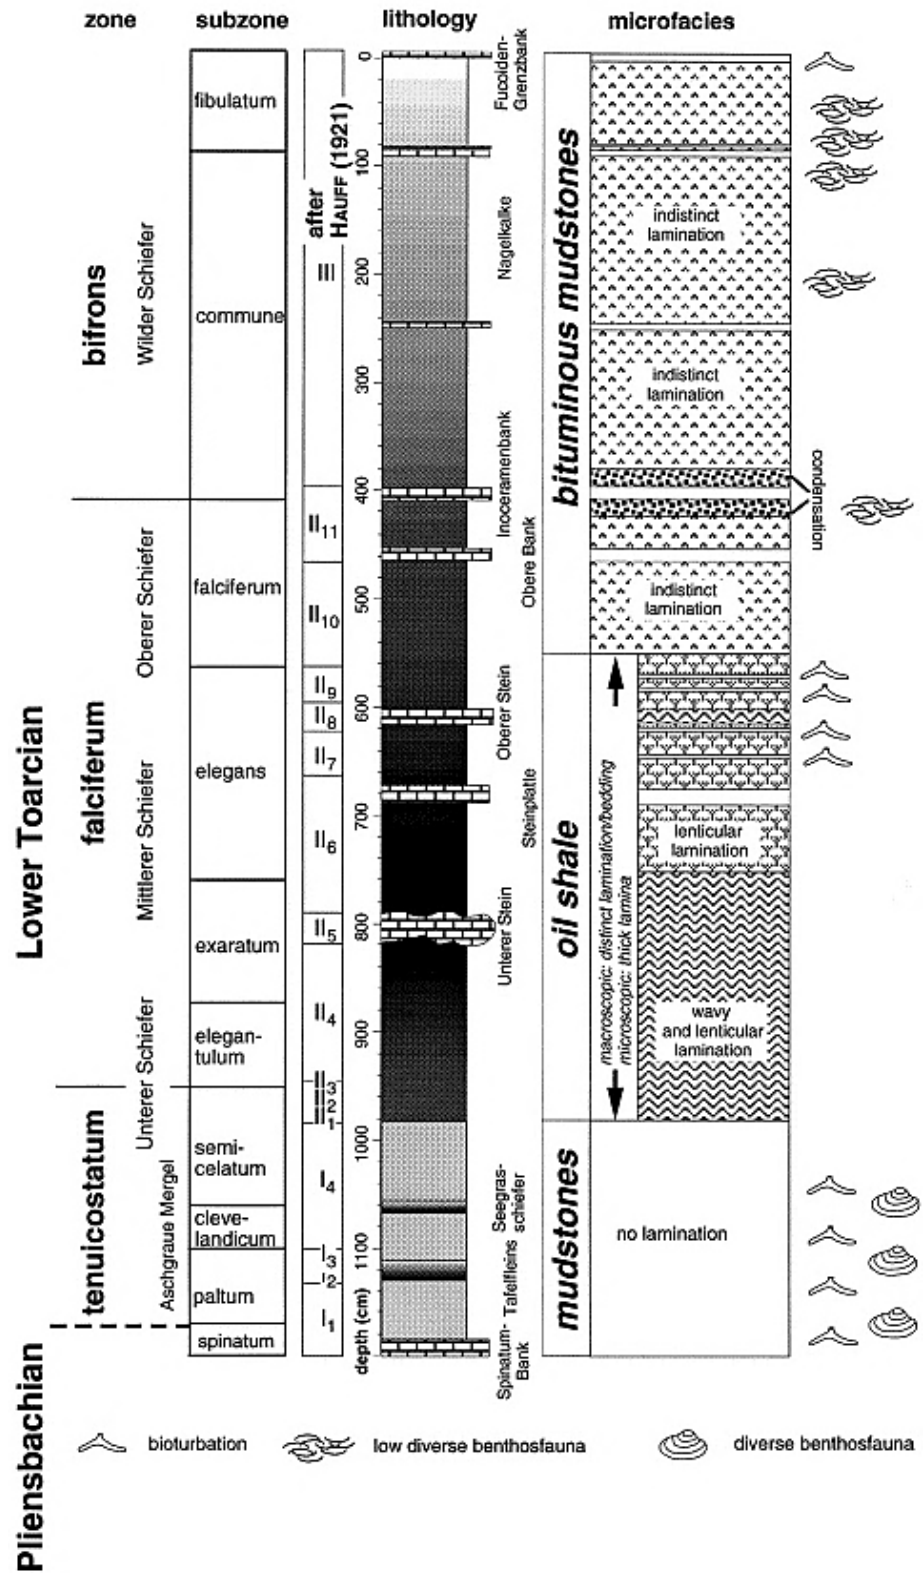 zone
subzone
lithology
microfacies
Lower Toarcian
Pliensbachian
bifrons
falciferum
tenuicostatum
Wilder Schiefer
Oberer Schiefer
Mittlerer Schiefer
Unterer Schiefer
Aschgraue Mergel
fibulatum
commune
falciferum
elegans
exaratum
elegan-
tulum
semi-
celatum
cleve-
landicum
paltum
spinatum
after
HAUFF (1921)
III
II11
II10
II9
II8
II7
II6
II5
II4
II3
II2
II1
I4
I3
I2
I1
0
100
200
300
400
500
600
700
800
900
1000
1100
depth (cm)
Fucoiden-
Grenzbank
Nagelkalke
Inoceramenbank
Obere Bank
Oberer Stein
Steinplatte
Unterer Stein
Seegras-
schiefer
Tafelfleins
Spinatum-
Bank
bituminous mudstones
oil shale
mudstones
indistinct
lamination
indistinct
lamination
condensation
indistinct
lamination
macroscopic: distinct lamination/bedding
microscopic: thick lamina
lenticular
lamination
wavy
and lenticular
lamination
no lamination
bioturbation
low diverse benthosfauna
diverse benthosfauna